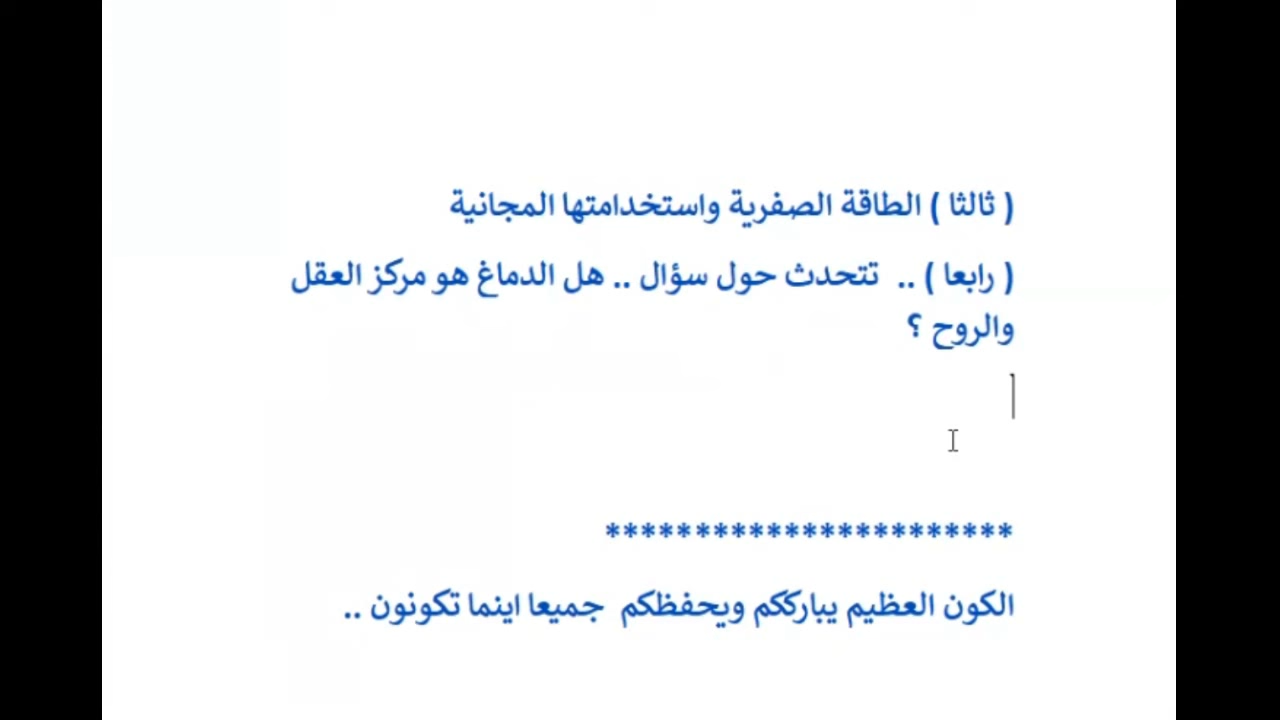 ( ثالثا ) الطاقة الصفرية واستخدامتها المجانية
( رابعا ) .. تتحدث حول سؤال .. هل الدماغ هو مركز العقل
والروح ؟
***********************
الكون العظيم يبارككم ويحفظكم جميعا اينما تكونون ..